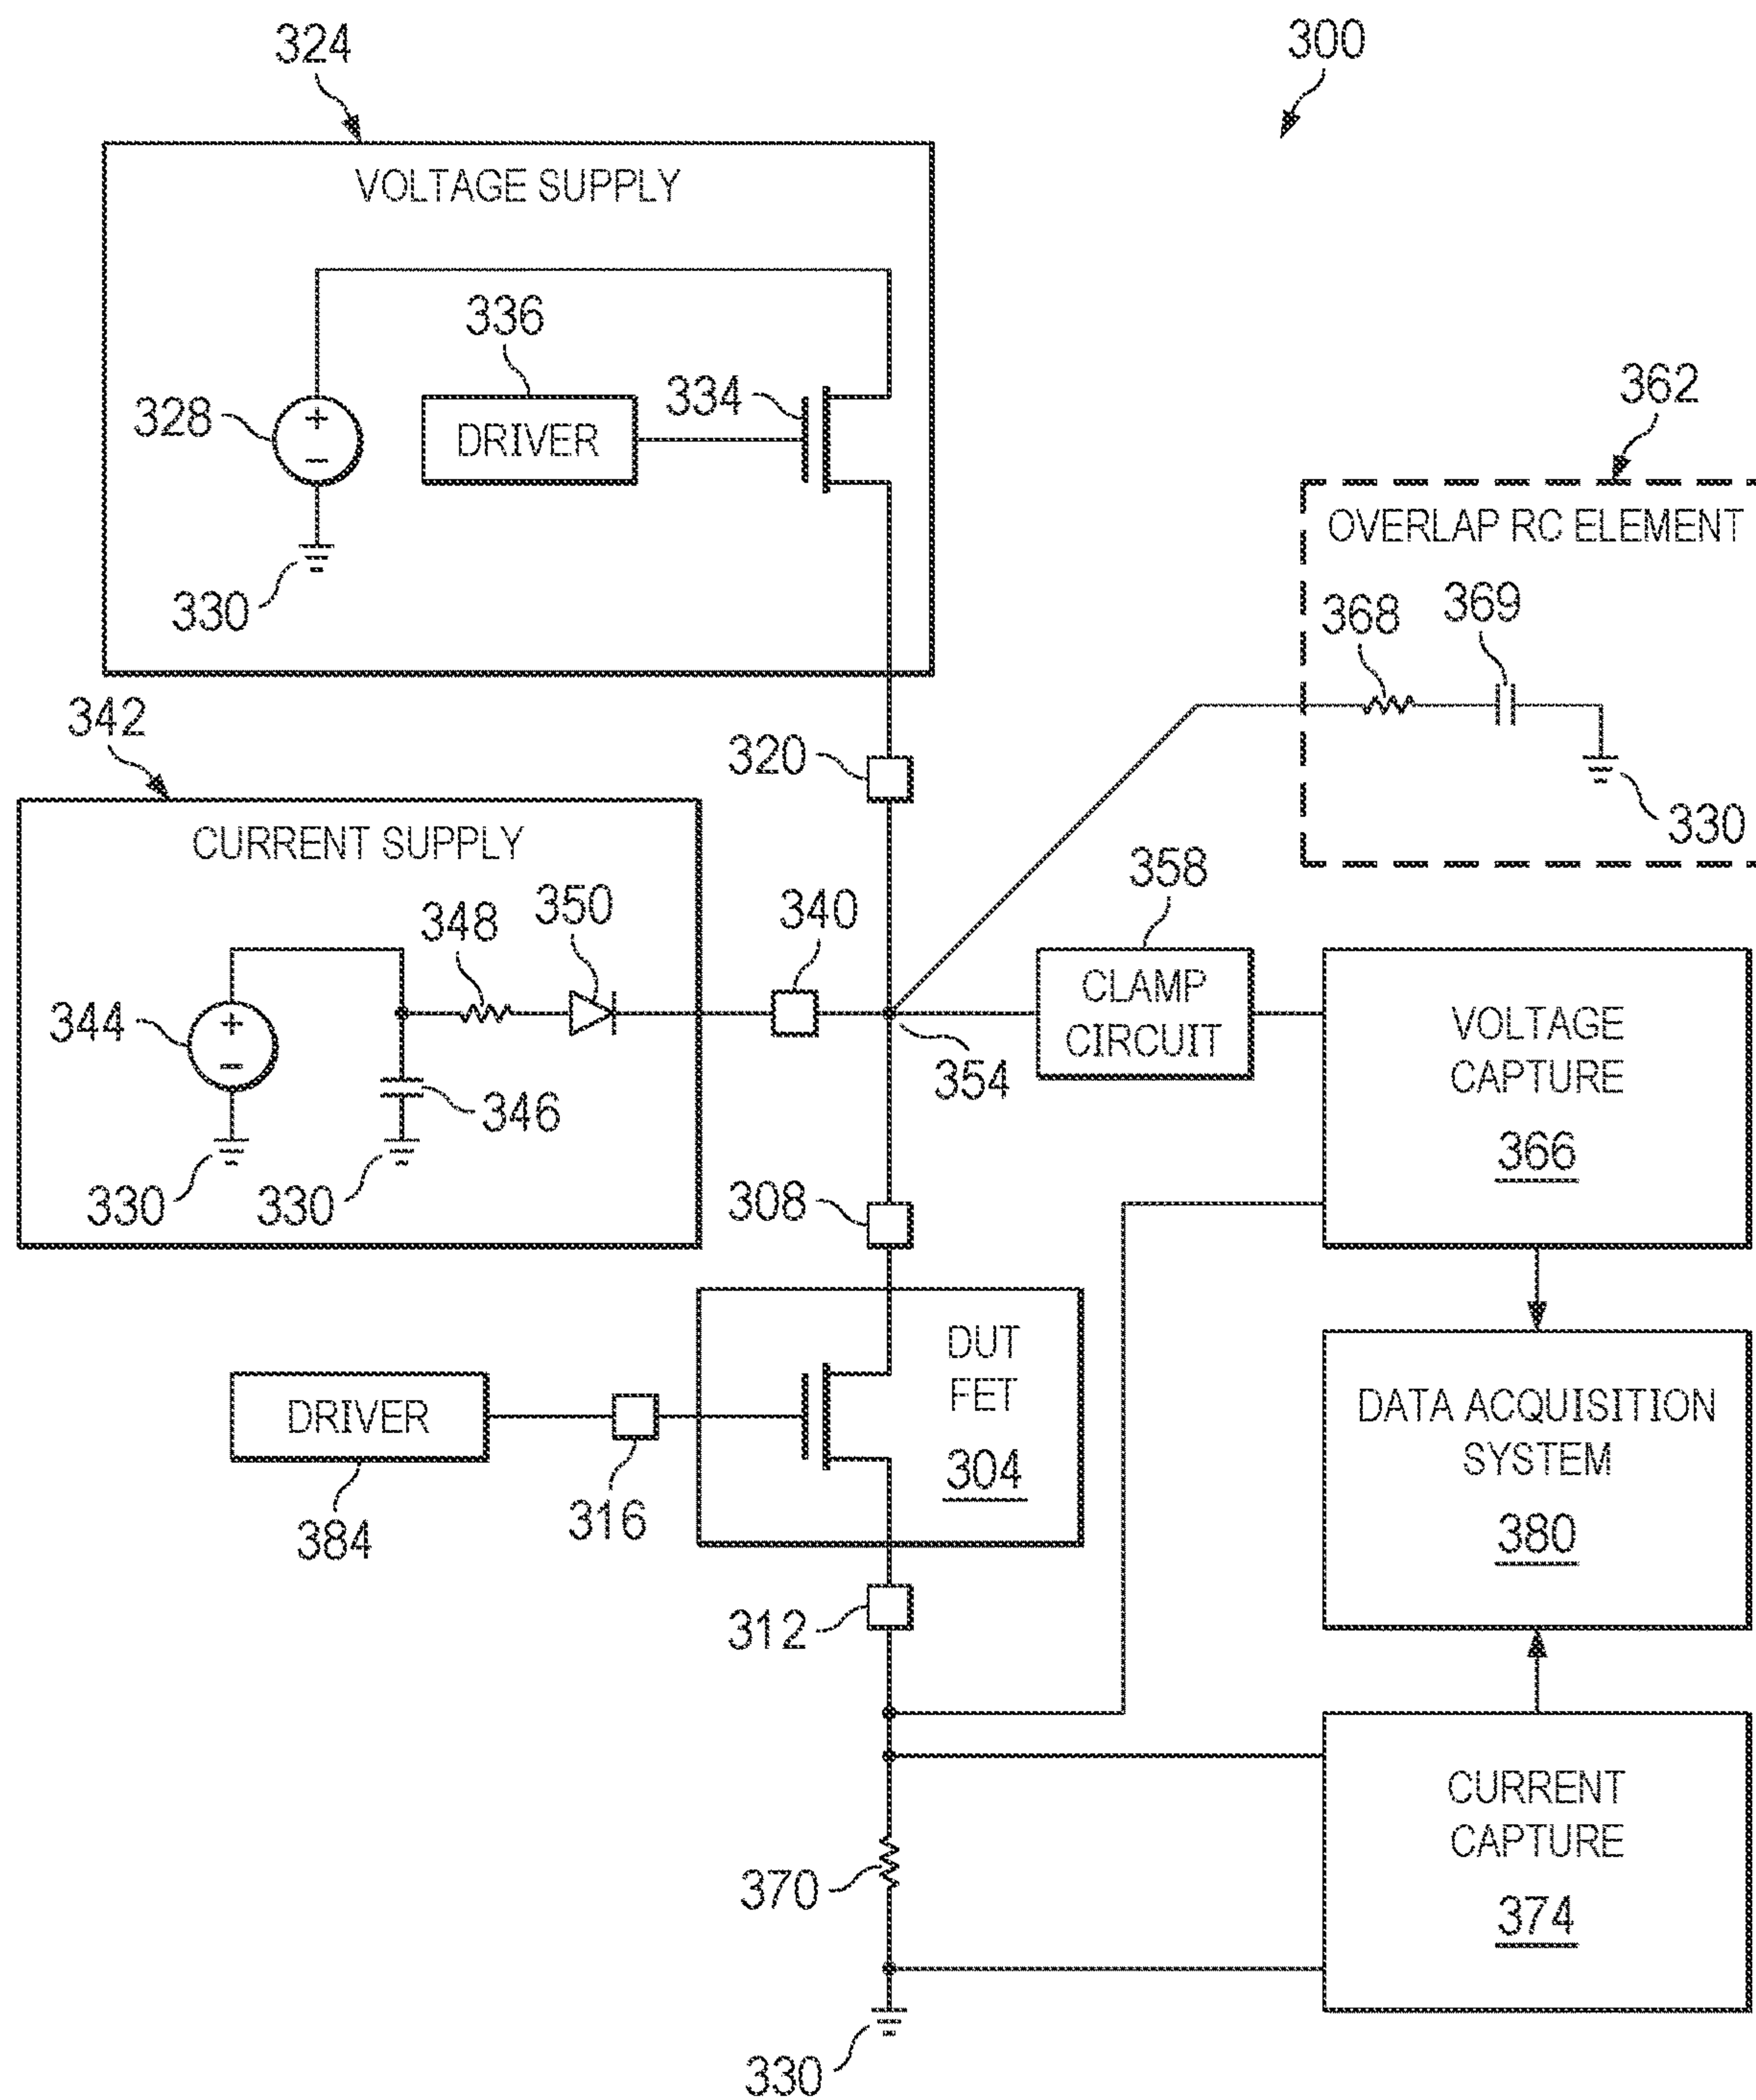 300
324
VOLTAGE SUPPLY
336
334
328
DRIVER
330
362
OVERLAP RC ELEMENT
368
369
330
342
320
CURRENT SUPPLY
358
340
350
348
344
CLAMP
CIRCUIT
354
346
330
330
VOLTAGE
CAPTURE
366
308
DUT
FET
304
DRIVER
384
316
DATA ACQUISITION
SYSTEM
380
312
CURRENT
CAPTURE
374
370
330